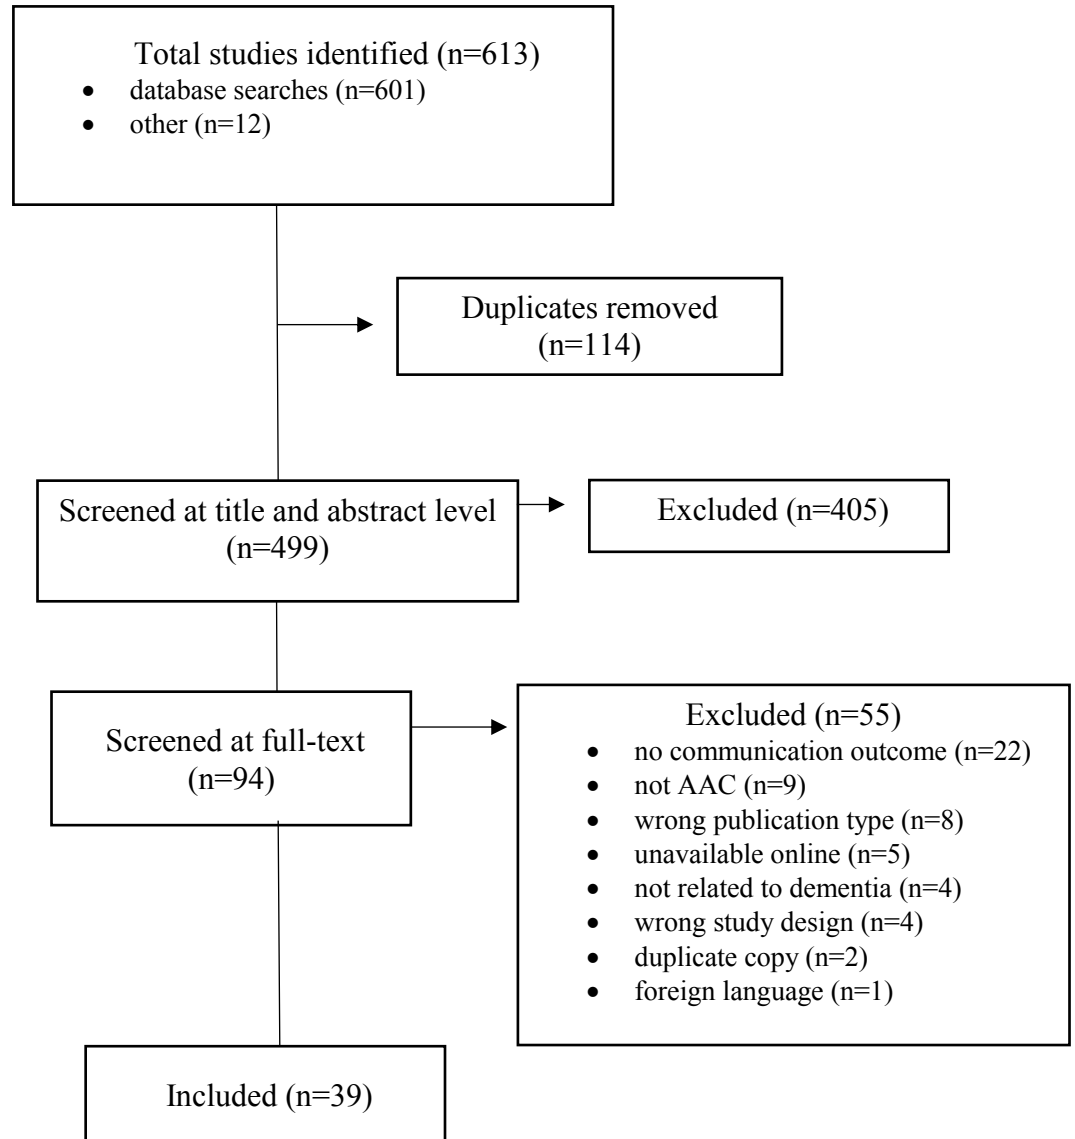 Total studies identified (n=613)
• database searches (n=601)
• other (n=12)
Duplicates removed
(n=114)
Screened at title and abstract level
(n=499)
Excluded (n=405)
Screened at full-text
(n=94)
Excluded (n=55)
• no communication outcome (n=22)
• not AAC (n=9)
• wrong publication type (n=8)
• unavailable online (n=5)
• not related to dementia (n=4)
• wrong study design (n=4)
• duplicate copy (n=2)
• foreign language (n=1)
Included (n=39)